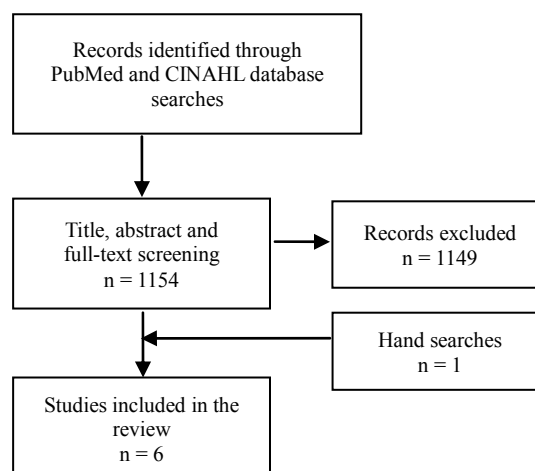 Records identified through
PubMed and CINAHL database
searches
Title, abstract and
full-text screening
n = 1154
Records excluded
n = 1149
Hand searches
n = 1
Studies included in the
review
n = 6